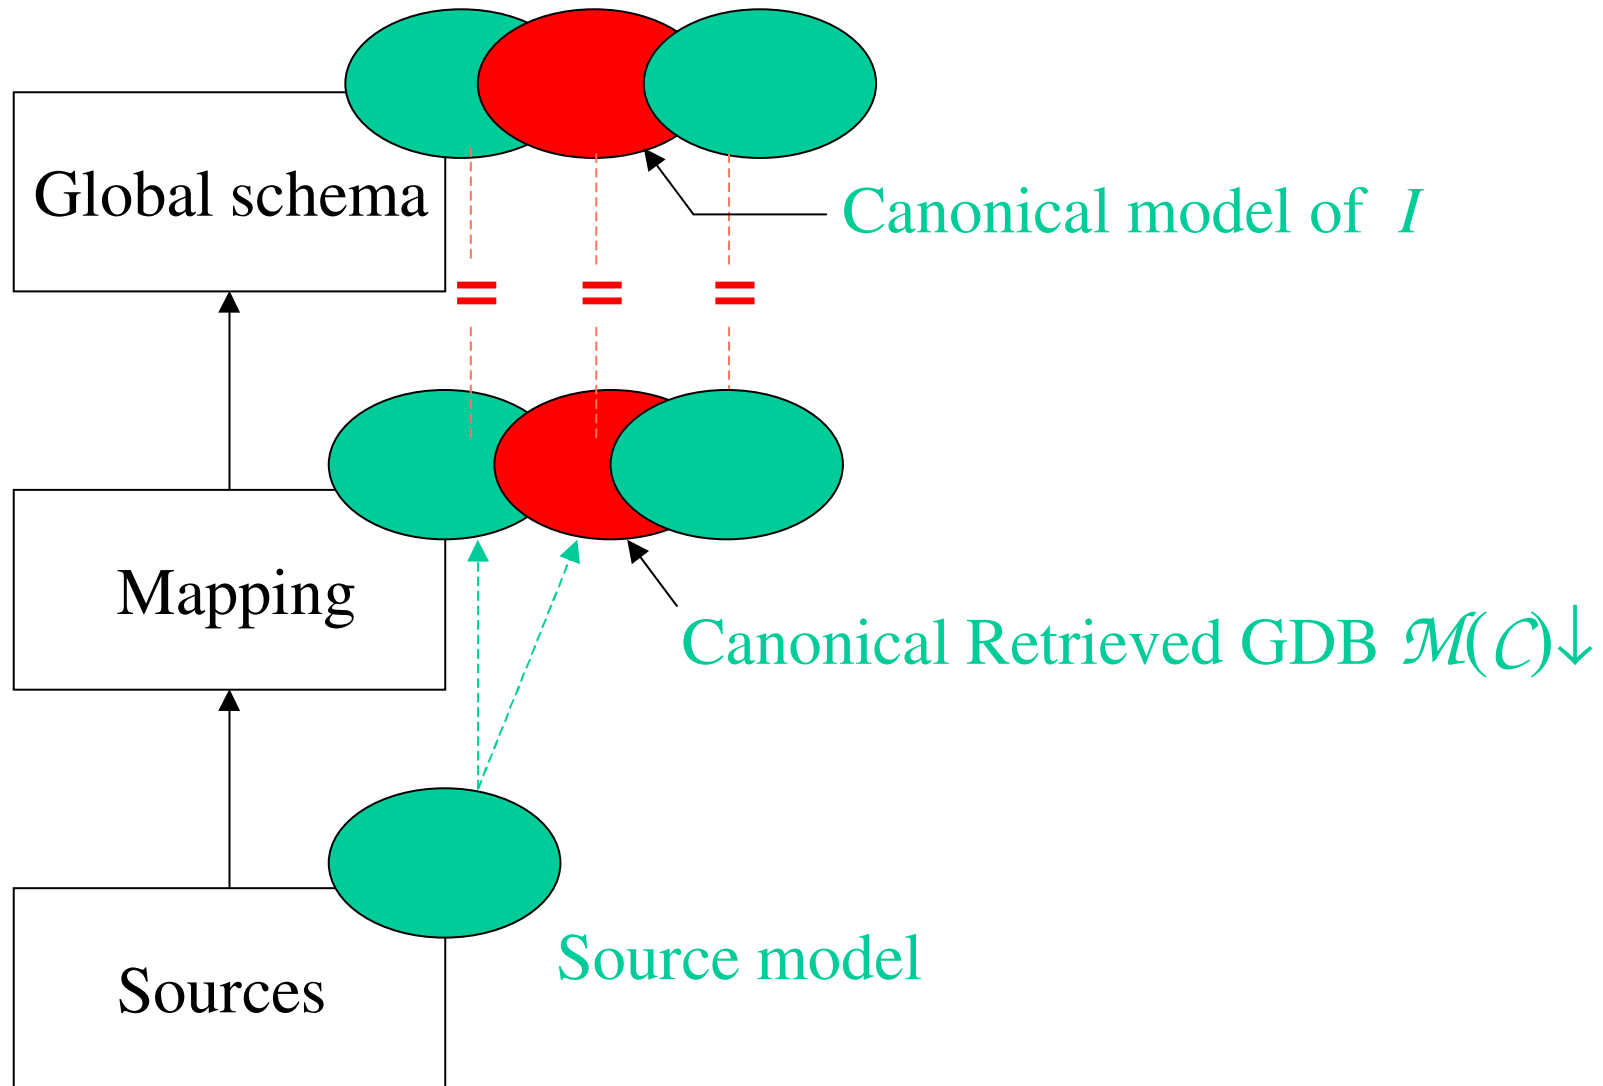 Global schema
Canonical model of I
=
=
=
Mapping
Canonical Retrieved GDB ℳ(𝒞)↓
Source model
Sources